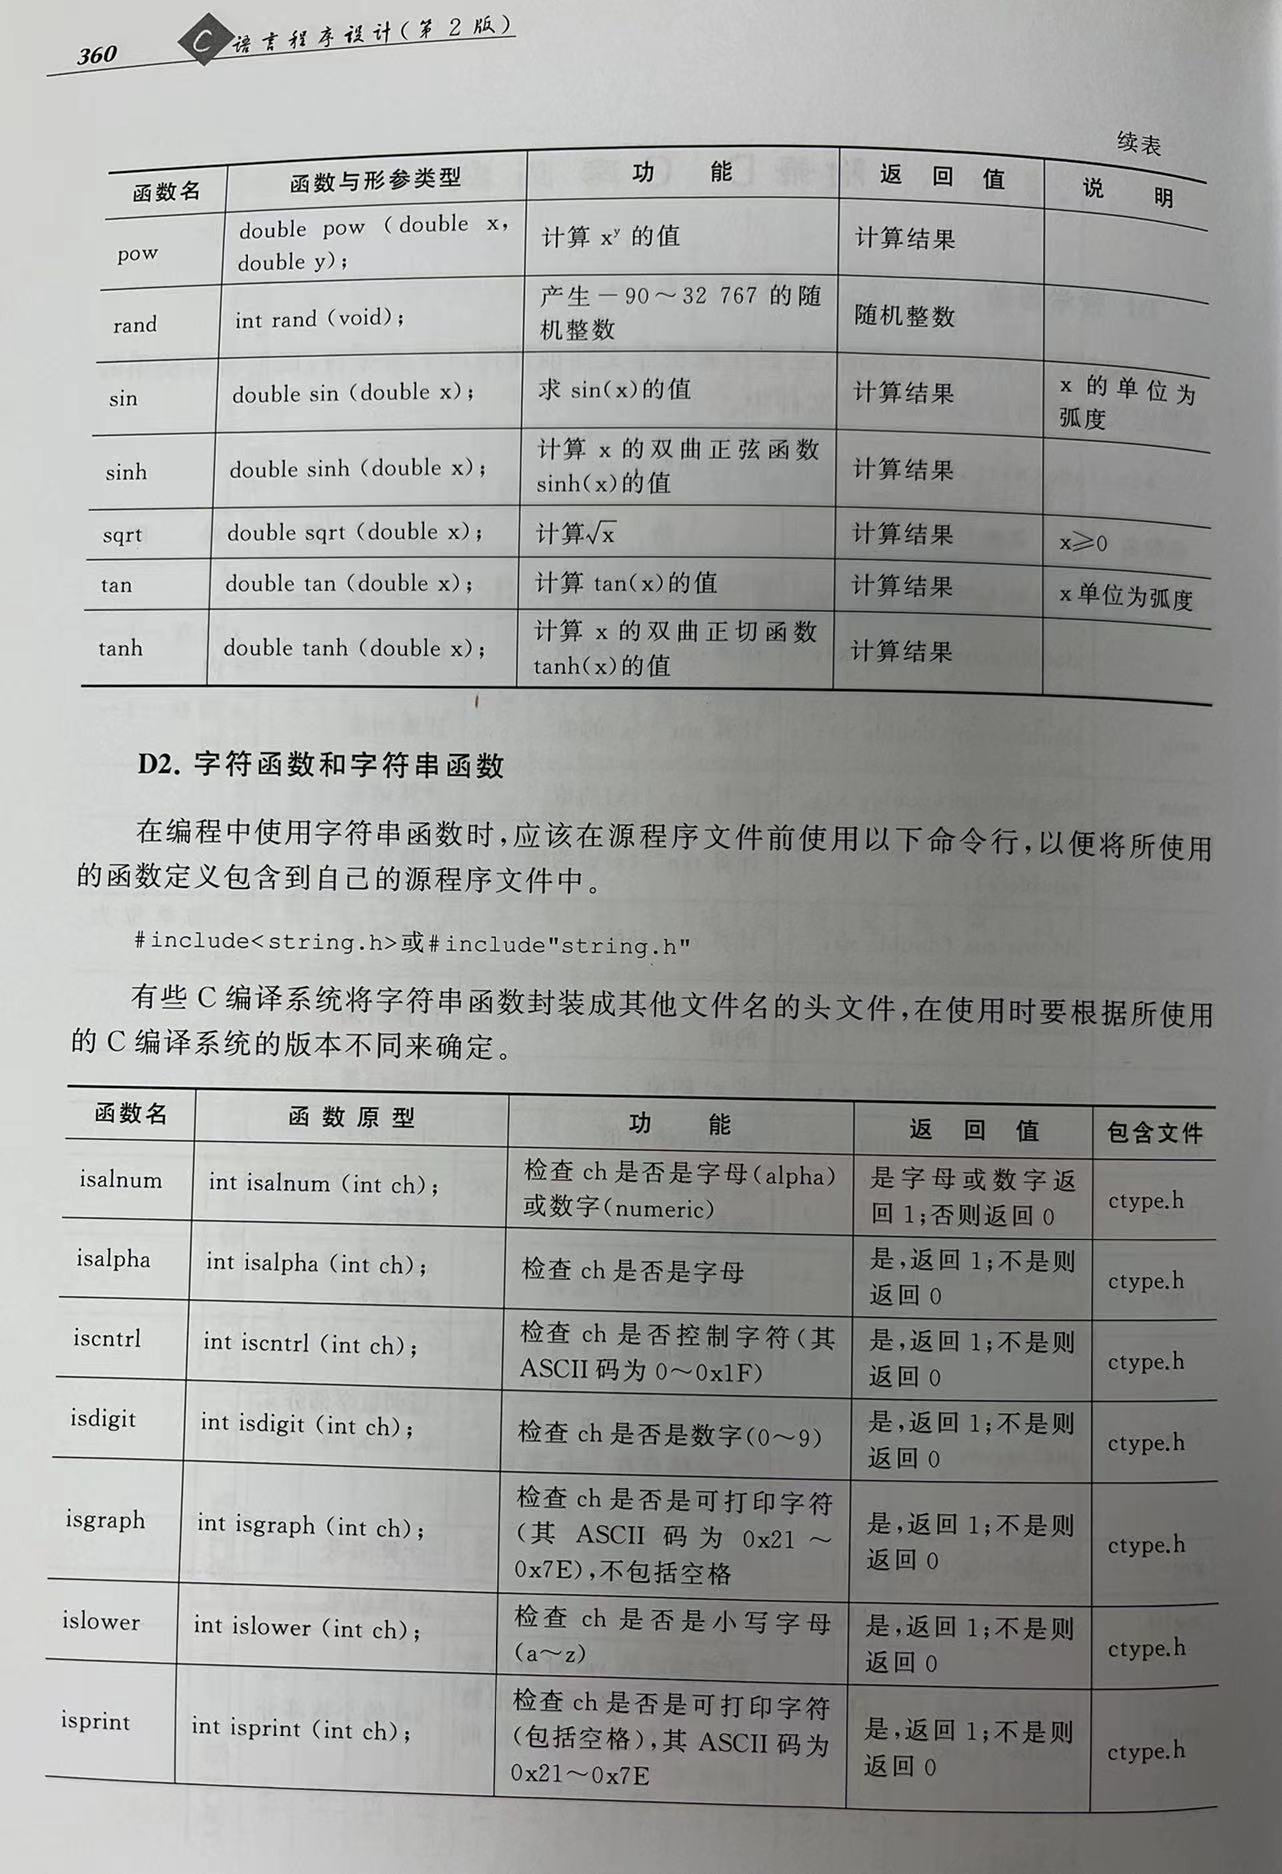 360 C 语言程序设计(第 2 版)
续表
函数名 函数与形参类型 功 能 返 回 值 说 明
pow double pow ( double x, double y); 计算 xʸ 的值 计算结果
rand int rand (void); 产生-90~32 767 的随机整数 随机整数
sin double sin (double x); 求 sin(x)的值 计算结果 x 的单位为弧度
sinh double sinh (double x); 计算 x 的双曲正弦函数 sinh(x)的值 计算结果
sqrt double sqrt (double x); 计算√x 计算结果 x≥0
tan double tan (double x); 计算 tan(x)的值 计算结果 x 单位为弧度
tanh double tanh (double x); 计算 x 的双曲正切函数 tanh(x)的值 计算结果
D2. 字符函数和字符串函数
在编程中使用字符串函数时,应该在源程序文件前使用以下命令行,以便将所使用
的函数定义包含到自己的源程序文件中。
#include<string.h>或#include"string.h"
有些 C 编译系统将字符串函数封装成其他文件名的头文件,在使用时要根据所使用
的 C 编译系统的版本不同来确定。
函数名 函 数 原 型 功 能 返 回 值 包含文件
isalnum int isalnum (int ch); 检查 ch 是否是字母(alpha)或数字(numeric) 是字母或数字返回 1;否则返回 0 ctype.h
isalpha int isalpha (int ch); 检查 ch 是否是字母 是,返回 1;不是则返回 0 ctype.h
iscntrl int iscntrl (int ch); 检查 ch 是否控制字符(其 ASCII 码为 0~0x1F) 是,返回 1;不是则返回 0 ctype.h
isdigit int isdigit (int ch); 检查 ch 是否是数字(0~9) 是,返回 1;不是则返回 0 ctype.h
isgraph int isgraph (int ch); 检查 ch 是否是可打印字符(其 ASCII 码为 0x21~0x7E),不包括空格 是,返回 1;不是则返回 0 ctype.h
islower int islower (int ch); 检查 ch 是否是小写字母(a~z) 是,返回 1;不是则返回 0 ctype.h
isprint int isprint (int ch); 检查 ch 是否是可打印字符(包括空格),其 ASCII 码为 0x21~0x7E 是,返回 1;不是则返回 0 ctype.h